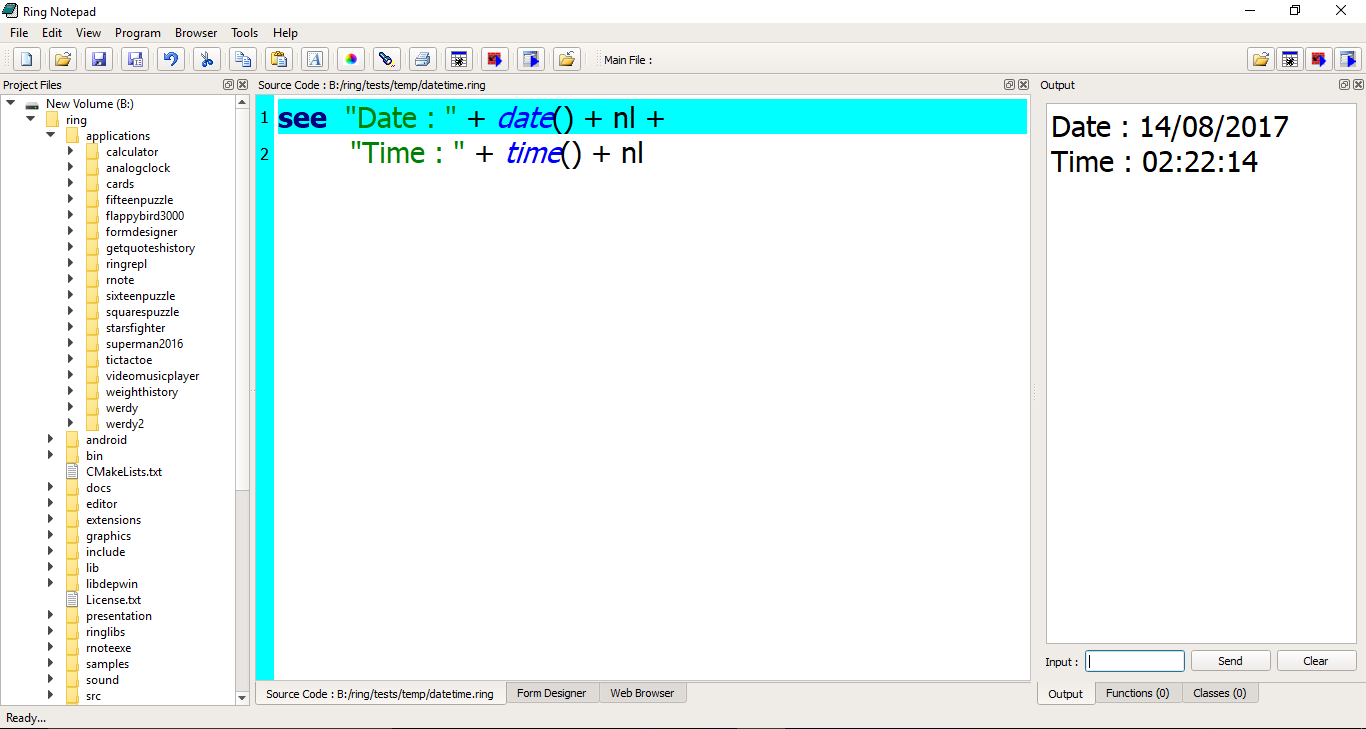 Ring Notepad
File Edit View Program Browser Tools Help
Main File :
Project Files
New Volume (B:)
ring
applications
calculator
analogclock
cards
fifteenpuzzle
flappybird3000
formdesigner
getquoteshistory
ringrepl
rnote
sixteenpuzzle
squarespuzzle
starsfighter
superman2016
tictactoe
videomusicplayer
weighthistory
werdy
werdy2
android
bin
CMakeLists.txt
docs
editor
extensions
graphics
include
lib
libdepwin
License.txt
presentation
ringlibs
rnoteexe
samples
sound
src
Source Code : B:/ring/tests/temp/datetime.ring
1 see "Date : " + date() + nl +
2 "Time : " + time() + nl
Source Code : B:/ring/tests/temp/datetime.ring Form Designer Web Browser
Output
Date : 14/08/2017
Time : 02:22:14
Input : Send Clear
Output Functions (0) Classes (0)
Ready...